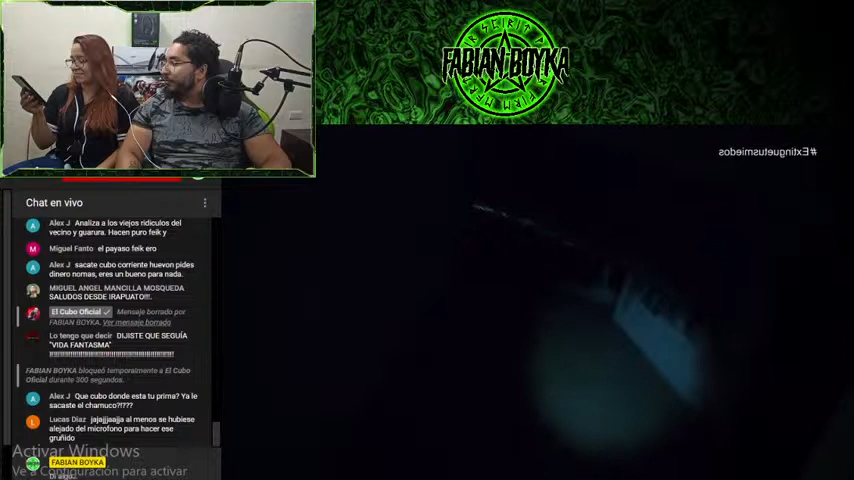 FABIAN BOYKA
#Extinguetusmiedos
Chat en vivo
Alex J Analiza a los viejos ridiculos del
vecino y guarura. Hacen puro feik y
Miguel Fanto el payaso feik ero
Alex J sacate cubo corriente huevon pides
dinero nomas, eres un bueno para nada.
MIGUEL ANGEL MANCILLA MOSQUEDA
SALUDOS DESDE IRAPUATO!!!.
El Cubo Oficial Mensaje borrado por
FABIAN BOYKA. Ver mensaje borrado
Lo tengo que decir DIJISTE QUE SEGUÍA
"VIDA FANTASMA"
FABIAN BOYKA bloqueó temporalmente a El Cubo
Oficial durante 300 segundos.
Alex J Que cubo donde esta tu prima? Ya le
sacaste el chamuco?!???
Lucas Diaz jajajjaajja al menos se hubiese
alejado del microfono para hacer ese
gruñido
Activar Windows
FABIAN BOYKA
Ve a Configuración para activar